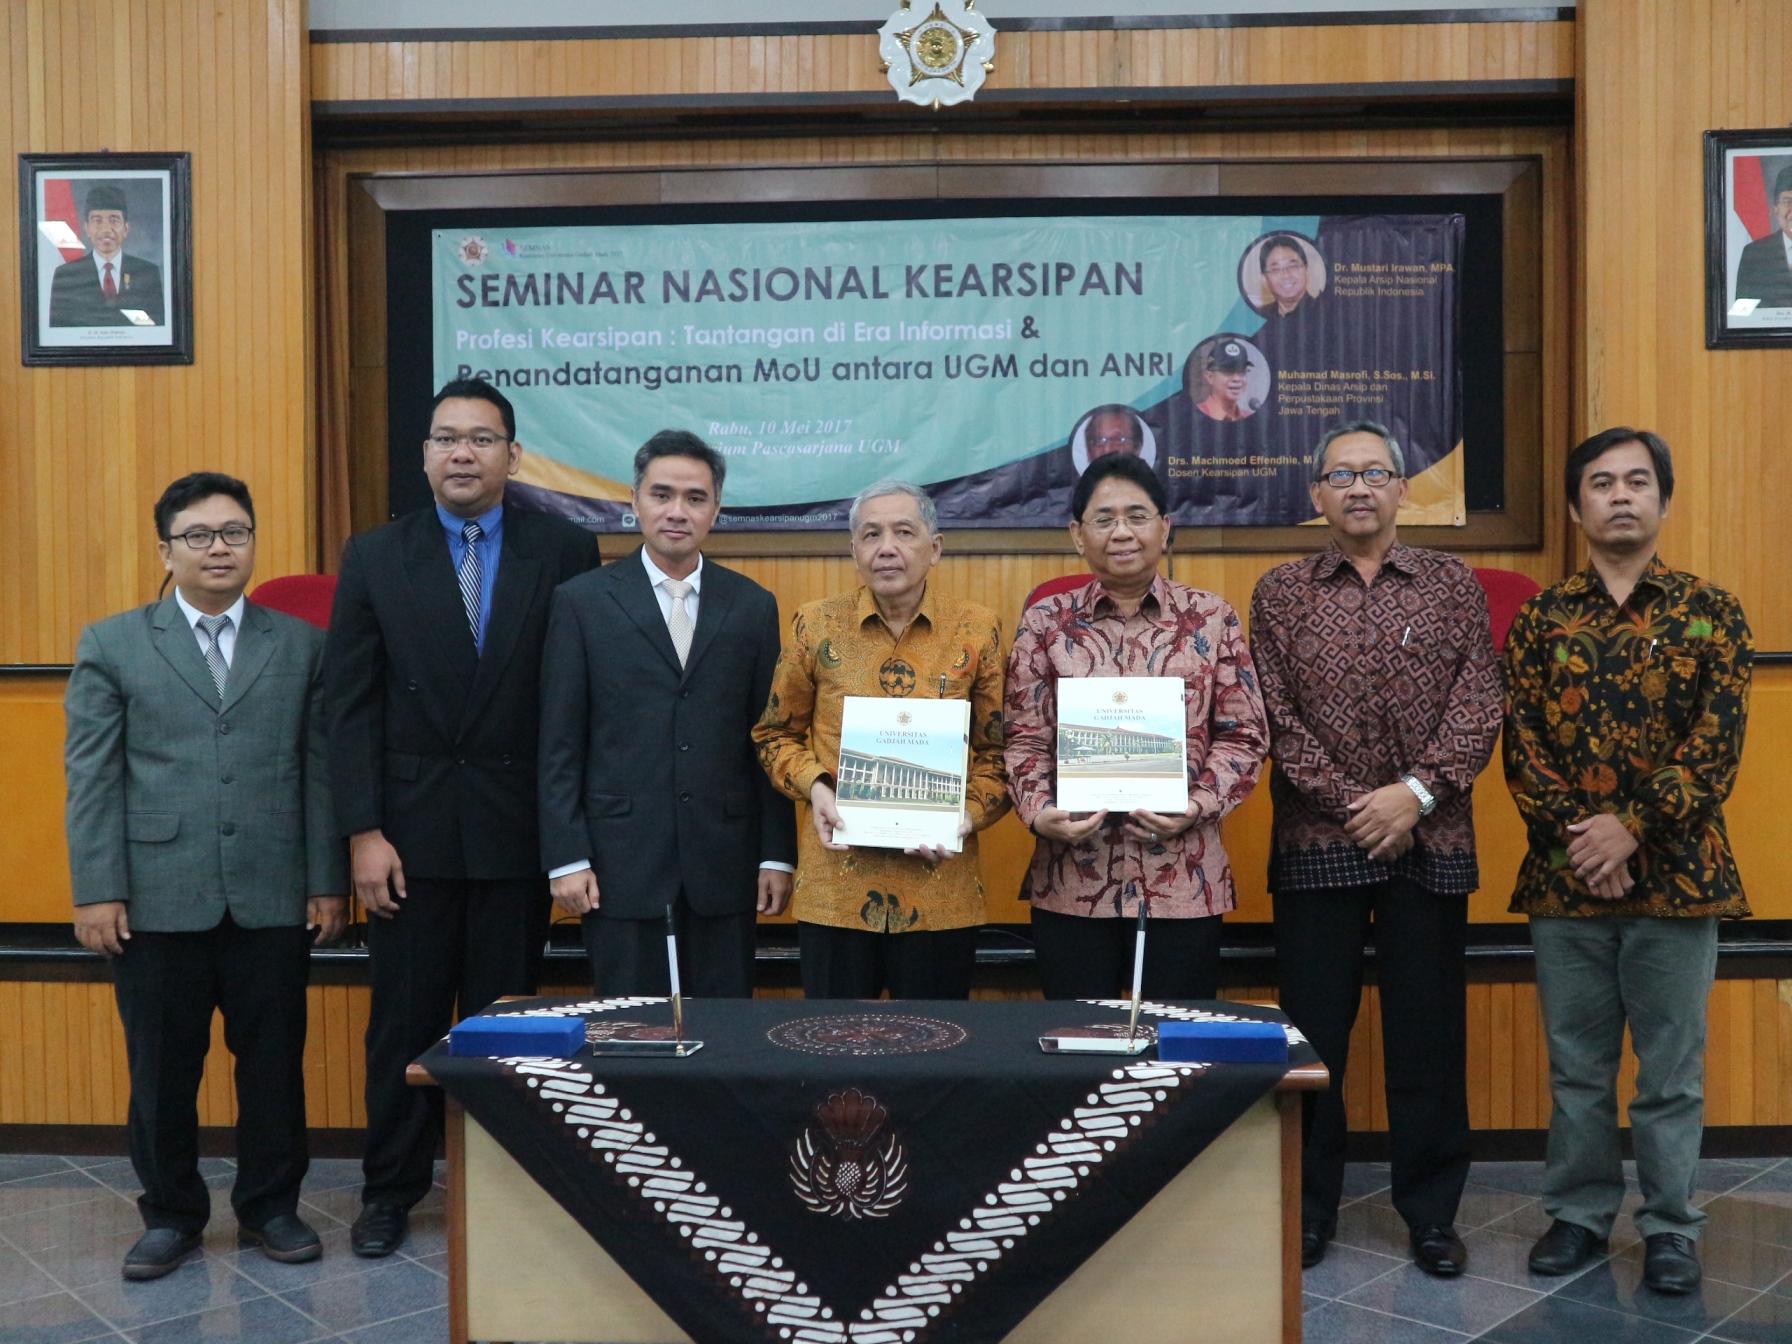 SEMNAS
SEMINAR NASIONAL KEARSIPAN
Profesi Kearsipan : Tantangan di Era Informasi &
Penandatanganan MoU antara UGM dan ANRI
Rabu, 10 Mei 2017
Pascasarjana UGM
@semnaskearsipanugm2017
Dr. Mustari Irawan, MPA
Kepala Arsip Nasional
Republik Indonesia
Muhamad Masrofi, S.Sos., M.Si.
Kepala Dinas Arsip dan
Perpustakaan Provinsi
Jawa Tengah
Drs. Machmoed Effendhie, M.
Dosen Kearsipan UGM
UNIVERSITAS
GADJAH MADA
UNIVERSITAS
GADJAH MADA